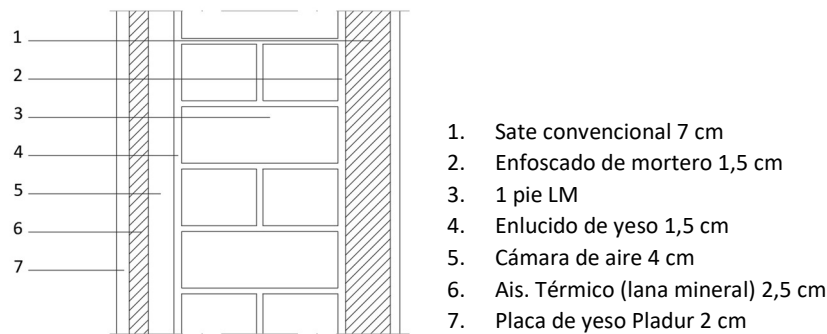 1
2
3
4
5
6
7
1. Sate convencional 7 cm
2. Enfoscado de mortero 1,5 cm
3. 1 pie LM
4. Enlucido de yeso 1,5 cm
5. Cámara de aire 4 cm
6. Ais. Térmico (lana mineral) 2,5 cm
7. Placa de yeso Pladur 2 cm